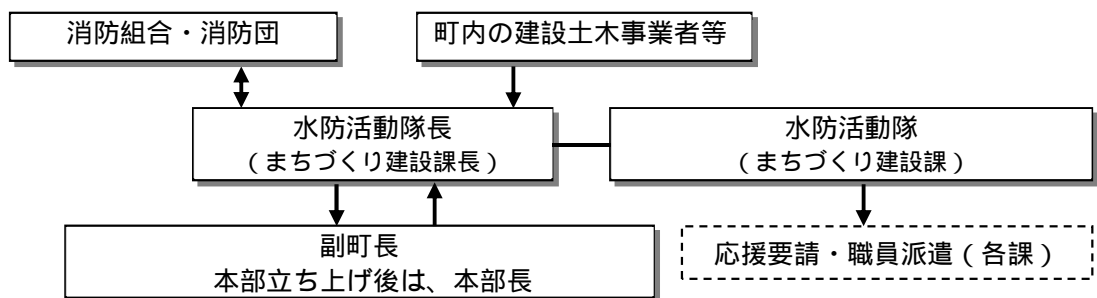 消防組合・消防団
町内の建設土木事業者等
水防活動隊長
(まちづくり建設課長)
水防活動隊
(まちづくり建設課)
副町長
本部立ち上げ後は、本部長
応援要請・職員派遣(各課)